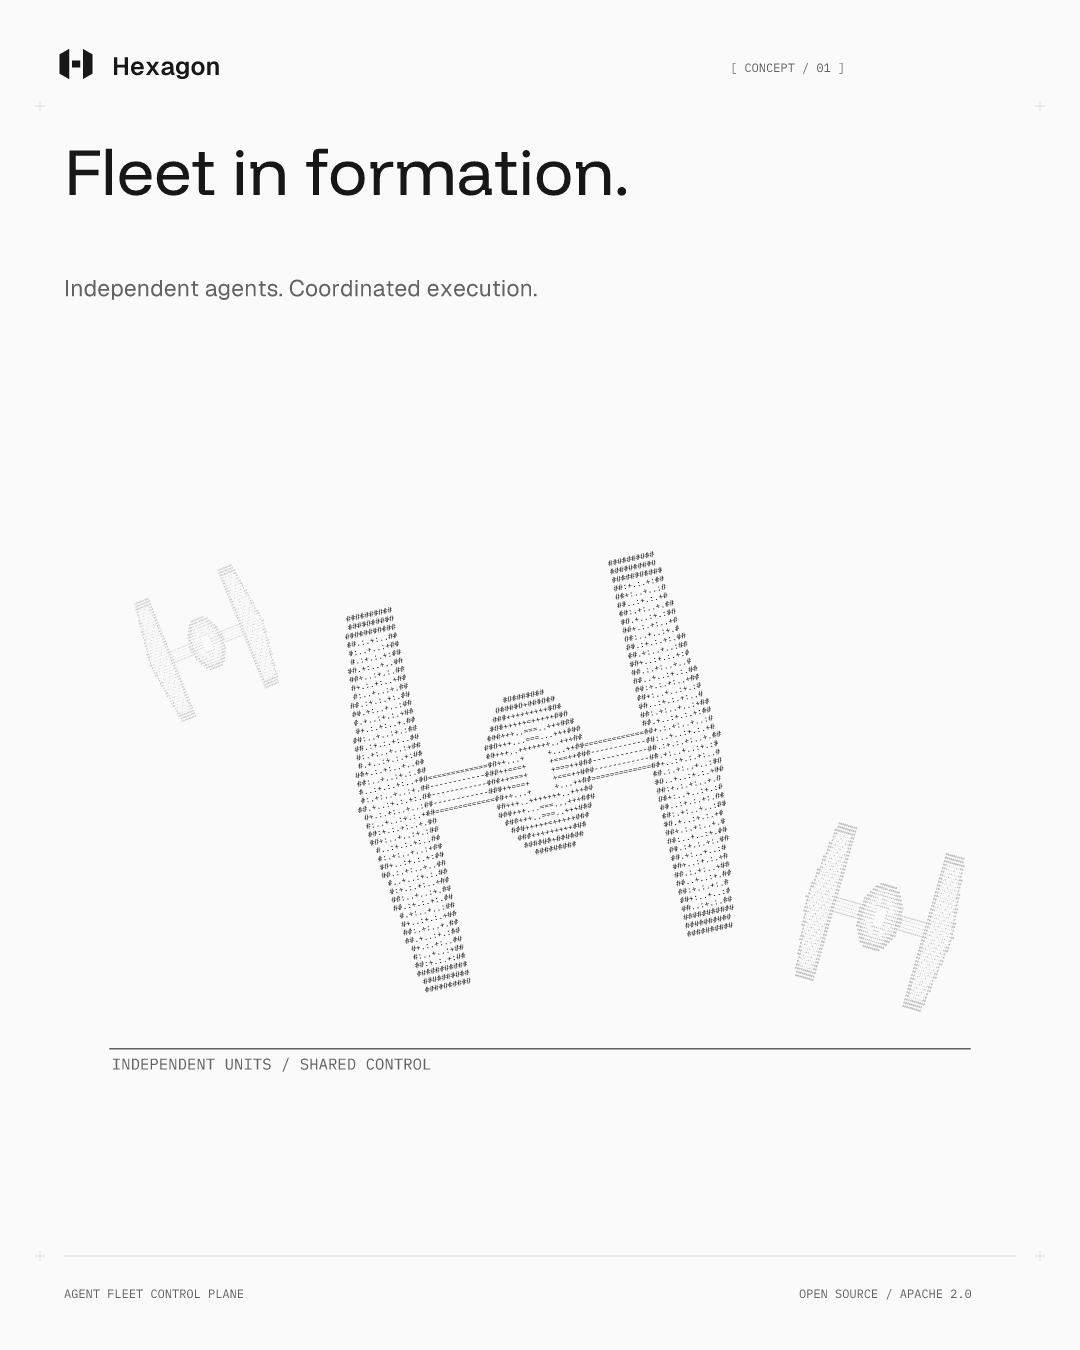 Hexagon
[ CONCEPT / 01 ]
Fleet in formation.
Independent agents. Coordinated execution.
INDEPENDENT UNITS / SHARED CONTROL
AGENT FLEET CONTROL PLANE
OPEN SOURCE / APACHE 2.0